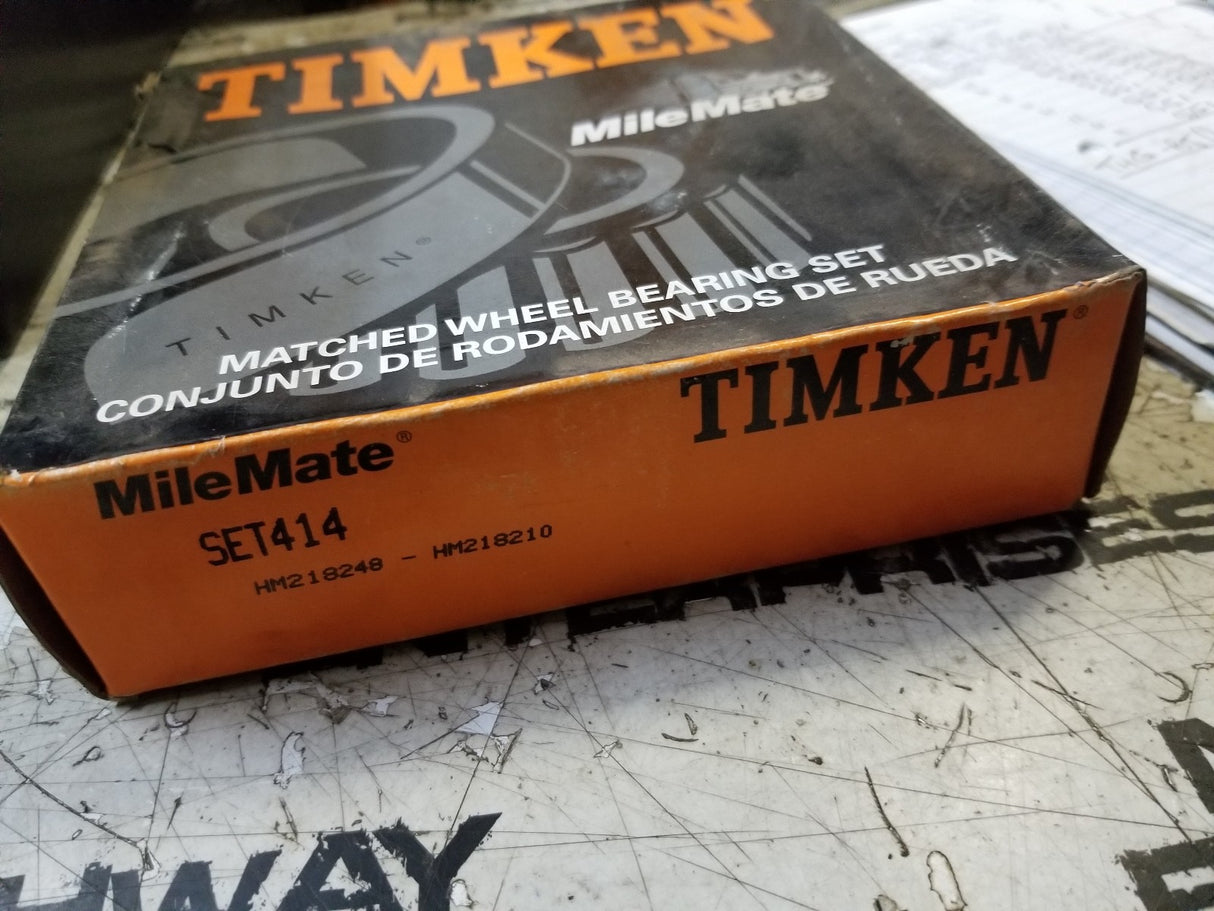 TIMKEN
MileMate
TIMKEN®
MATCHED WHEEL BEARING SET
CONJUNTO DE RODAMIENTOS DE RUEDA
TIMKEN®
MileMate®
SET414
HM218248 - HM218210